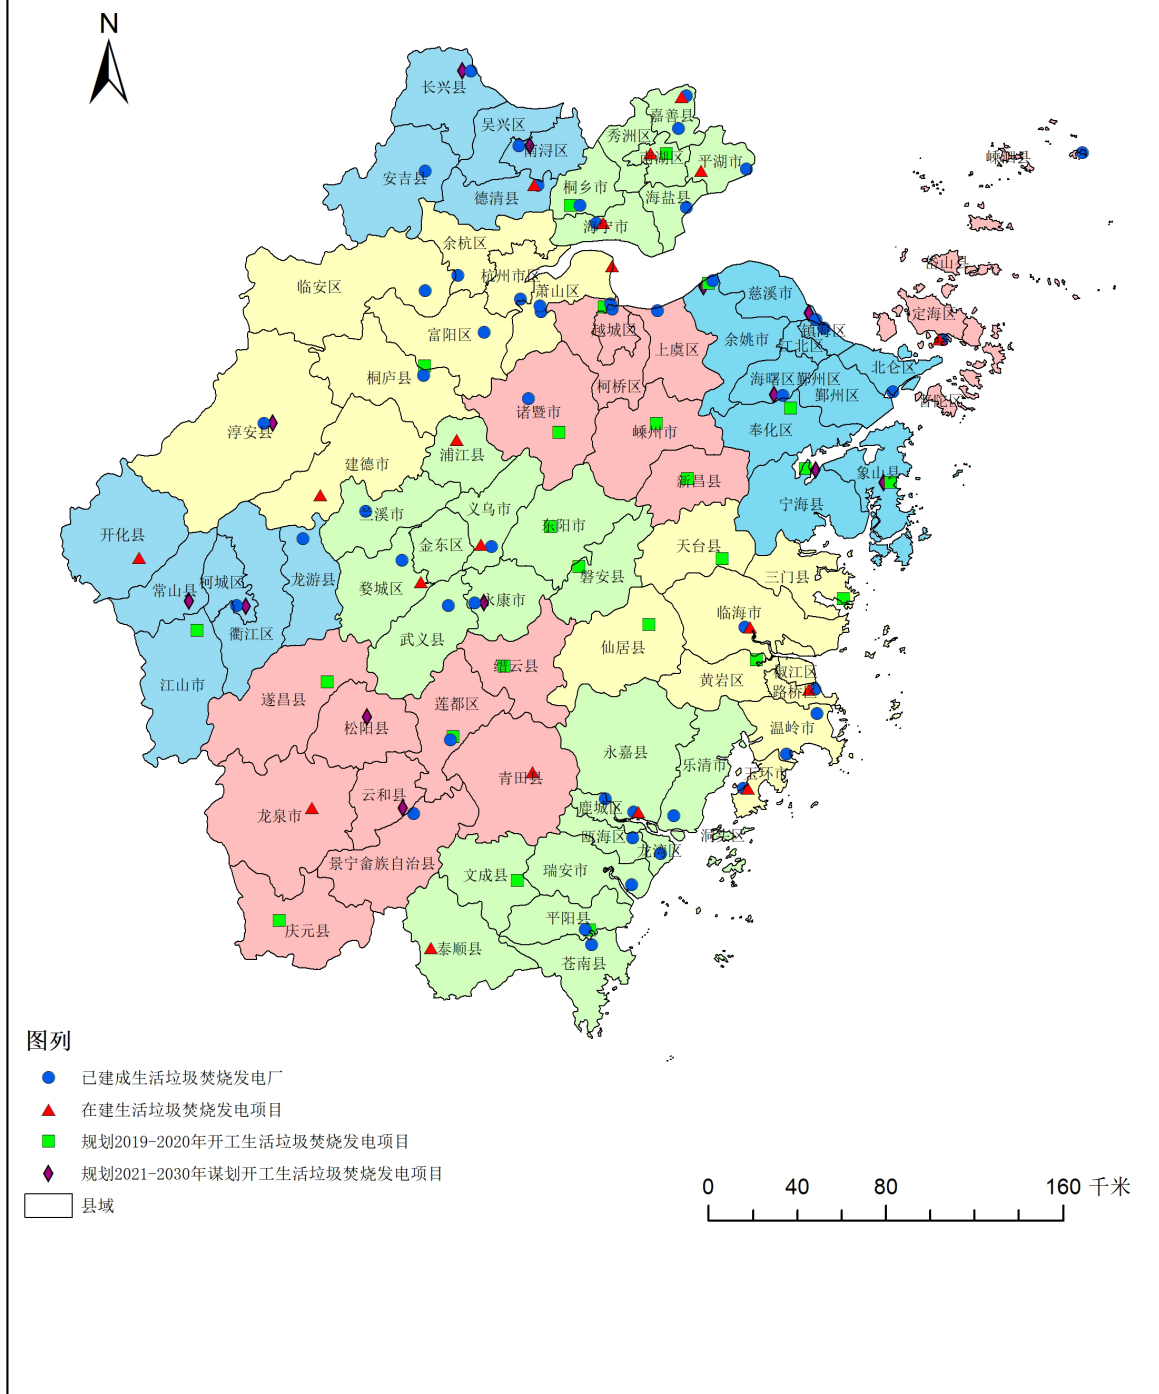 N
长兴县
吴兴区
南浔区
安吉县
德清县
嘉善县
秀洲区
南湖区
平湖市
桐乡市
海盐县
海宁市
嵊泗县
岱山县
定海区
普陀区
余杭区
杭州市区
临安区
萧山区
富阳区
桐庐县
淳安县
建德市
越城区
上虞区
柯桥区
诸暨市
嵊州市
新昌县
慈溪市
余姚市
镇海区
江北区
北仑区
海曙区
鄞州区
鄞州区
奉化区
象山县
宁海县
浦江县
兰溪市
义乌市
东阳市
金东区
婺城区
磐安县
永康市
武义县
开化县
常山县
柯城区
龙游县
衢江区
江山市
天台县
三门县
临海市
仙居县
黄岩区
椒江区
路桥区
温岭市
玉环市
缙云县
遂昌县
松阳县
莲都区
青田县
云和县
龙泉市
景宁畲族自治县
庆元县
永嘉县
乐清市
鹿城区
瓯海区
龙湾区
洞头区
瑞安市
文成县
平阳县
泰顺县
苍南县
图列
已建成生活垃圾焚烧发电厂
在建生活垃圾焚烧发电项目
规划2019-2020年开工生活垃圾焚烧发电项目
规划2021-2030年谋划开工生活垃圾焚烧发电项目
县域
0 40 80 160 千米